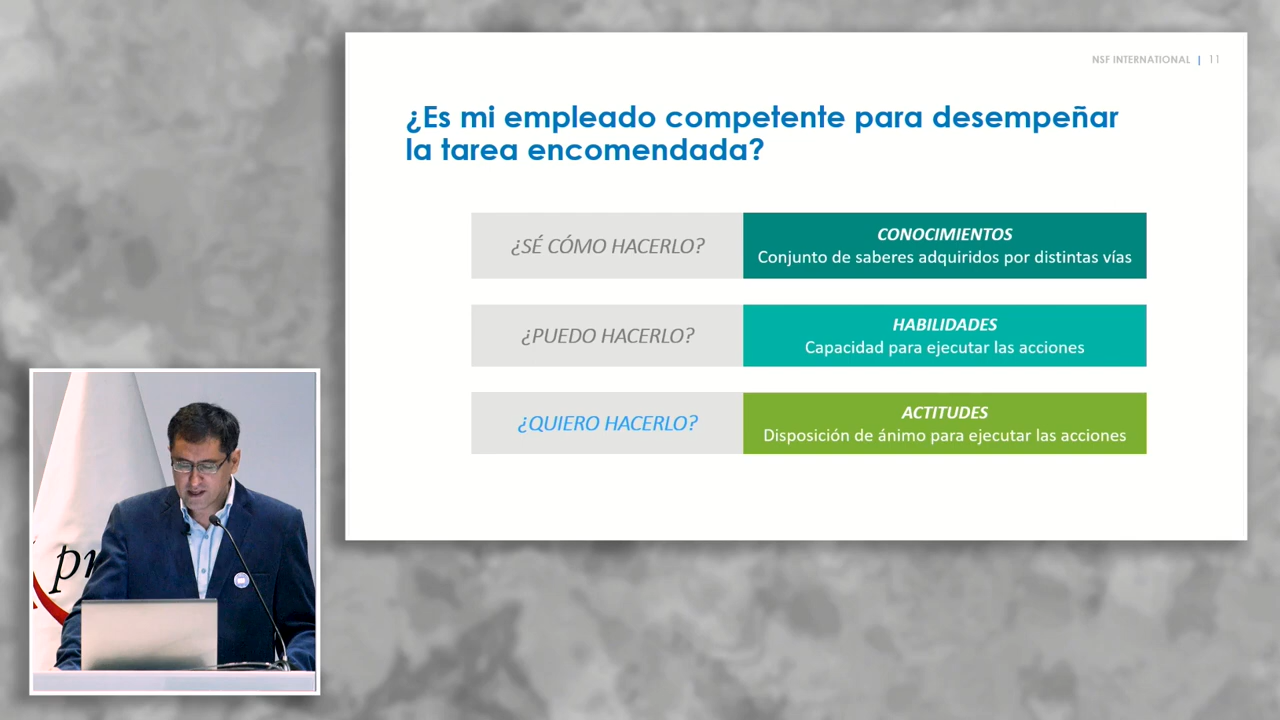 NSF INTERNATIONAL | 11
¿Es mi empleado competente para desempeñar
la tarea encomendada?
¿SÉ CÓMO HACERLO?
CONOCIMIENTOS
Conjunto de saberes adquiridos por distintas vías
¿PUEDO HACERLO?
HABILIDADES
Capacidad para ejecutar las acciones
¿QUIERO HACERLO?
ACTITUDES
Disposición de ánimo para ejecutar las acciones